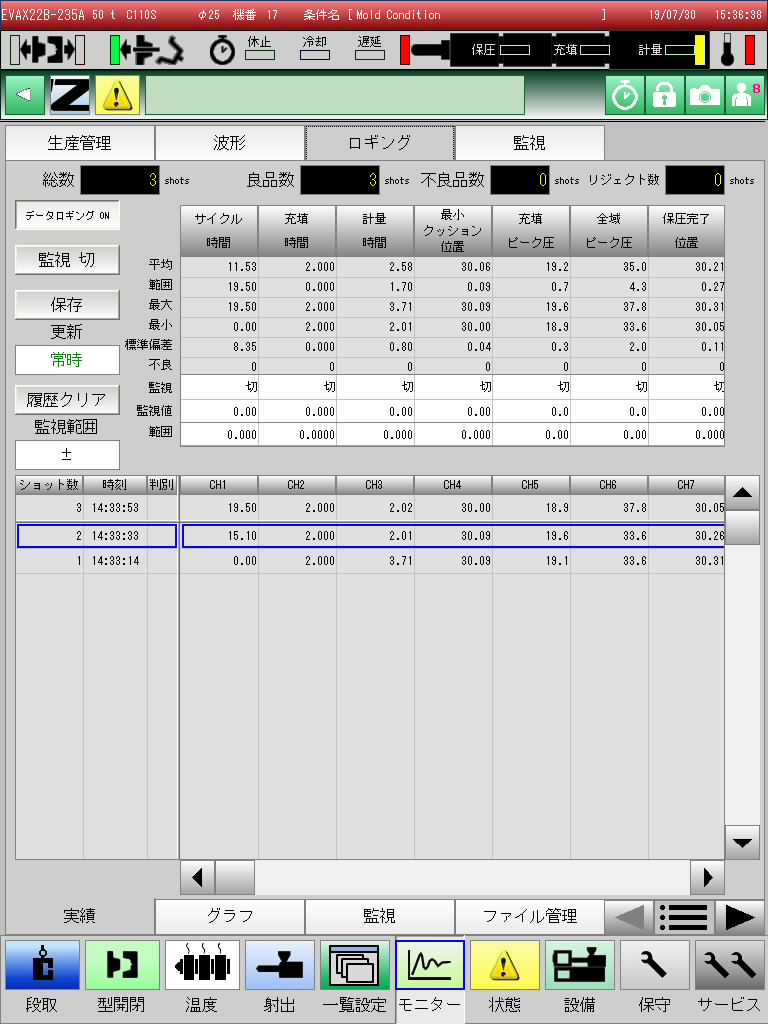 EVAX22B-235A 50 t C110S φ25 機番 17 条件名 [ Mold Condition ] 19/07/30 15:36:38
休止 冷却 遅延 保圧 充填 計量
8
生産管理 波形 ロギング 監視
総数 3 shots 良品数 3 shots 不良品数 0 shots リジェクト数 0 shots
データロギング ON
監視 切
保存
更新
常時
履歴クリア
監視範囲
±
サイクル時間 充填時間 計量時間 最小クッション位置 充填ピーク圧 全域ピーク圧 保圧完了位置
平均 11.53 2.000 2.58 30.06 19.2 35.0 30.21
範囲 19.50 0.000 1.70 0.09 0.7 4.3 0.27
最大 19.50 2.000 3.71 30.09 19.6 37.8 30.31
最小 0.00 2.000 2.01 30.00 18.9 33.6 30.05
標準偏差 8.35 0.000 0.80 0.04 0.3 2.0 0.11
不良 0 0 0 0 0 0 0
監視 切 切 切 切 切 切 切
監視値 0.00 0.00 0.00 0.00 0.0 0.0 0.00
範囲 0.000 0.0000 0.000 0.000 0.00 0.00 0.000
ショット数 時刻 判別 CH1 CH2 CH3 CH4 CH5 CH6 CH7
3 14:33:53 19.50 2.000 2.02 30.00 18.9 37.8 30.05
2 14:33:33 15.10 2.000 2.01 30.09 19.6 33.6 30.26
1 14:33:14 0.00 2.000 3.71 30.09 19.1 33.6 30.31
実績 グラフ 監視 ファイル管理
段取 型開閉 温度 射出 一覧設定 モニター 状態 設備 保守 サービス